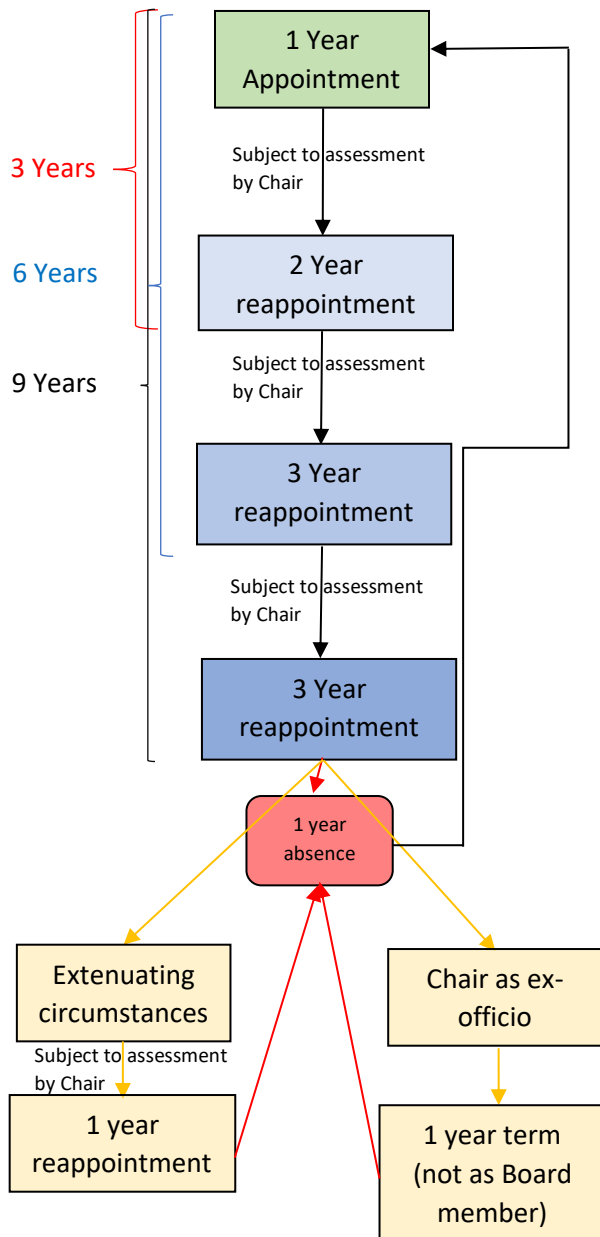 1 Year
Appointment
Subject to assessment
by Chair
3 Years
2 Year
reappointment
6 Years
Subject to assessment
by Chair
9 Years
3 Year
reappointment
Subject to assessment
by Chair
3 Year
reappointment
1 year
absence
Extenuating
circumstances
Chair as ex-
officio
Subject to assessment
by Chair
1 year
reappointment
1 year term
(not as Board
member)